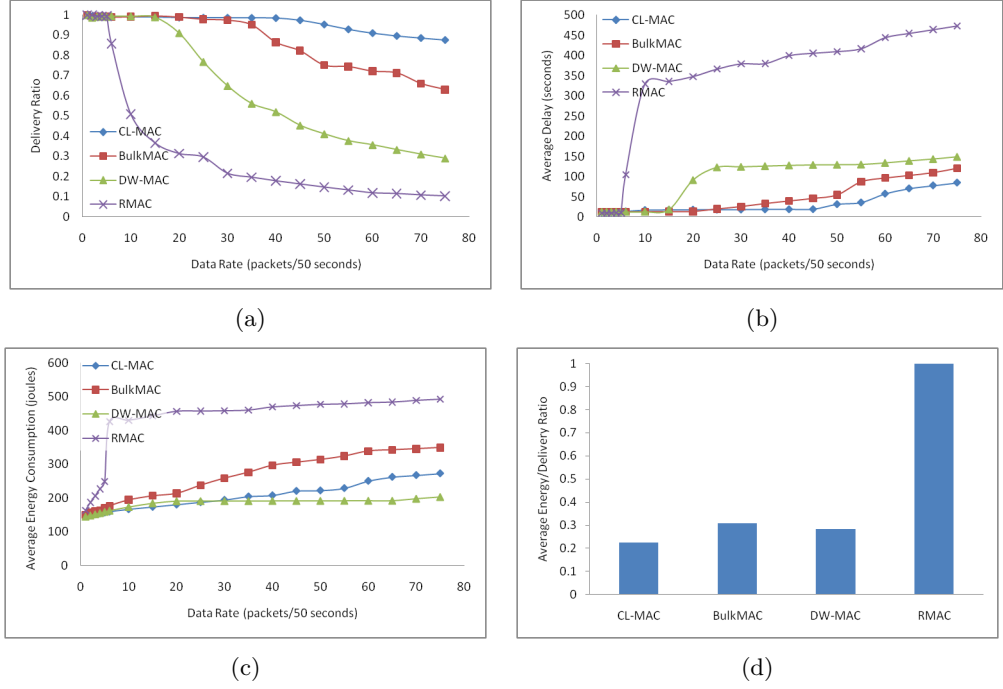 1
0.9
0.8
0.7
0.6
0.5
0.4
0.3
0.2
0.1
0
Delivery Ratio
CL-MAC
BulkMAC
DW-MAC
RMAC
0 10 20 30 40 50 60 70 80
Data Rate (packets/50 seconds)
(a)
500
450
400
350
300
250
200
150
100
50
0
Average Delay (seconds)
CL-MAC
BulkMAC
DW-MAC
RMAC
0 10 20 30 40 50 60 70 80
Data Rate (packets/50 seconds)
(b)
600
500
400
300
200
100
0
Average Energy Consumption (joules)
CL-MAC
BulkMAC
DW-MAC
RMAC
0 10 20 30 40 50 60 70 80
Data Rate (packets/50 seconds)
(c)
1
0.9
0.8
0.7
0.6
0.5
0.4
0.3
0.2
0.1
0
Average Energy/Delivery Ratio
CL-MAC BulkMAC DW-MAC RMAC
(d)